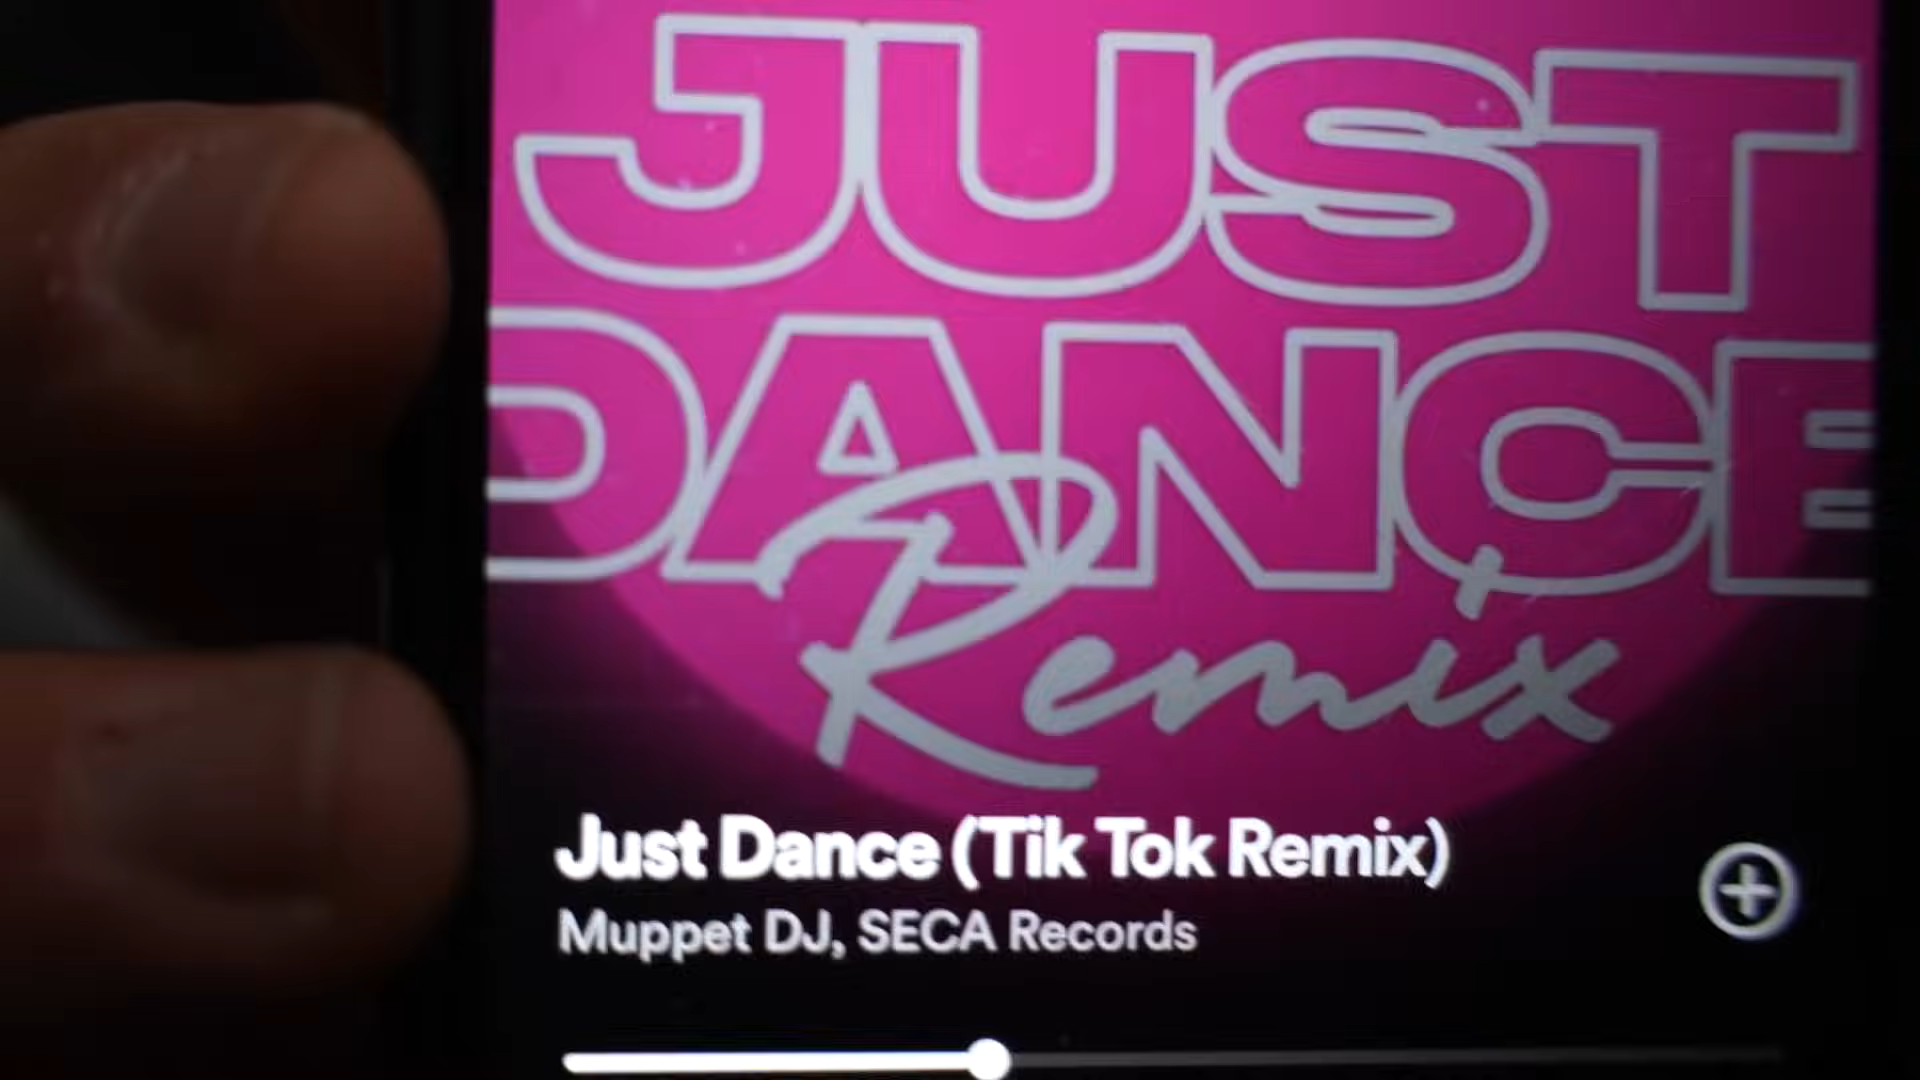 JUST
DANCE
Remix
Just Dance (Tik Tok Remix)
Muppet DJ, SECA Records